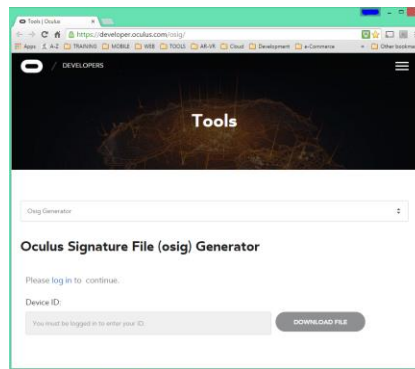 Tools | Oculus
https://developer.oculus.com/osig/
Apps A-Z TRAINING MOBILE WEB TOOLS AR-VR Cloud Development e-Commerce Other bookma
/ DEVELOPERS
Tools
Osig Generator
Oculus Signature File (osig) Generator
Please log in to continue.
Device ID:
You must be logged in to enter your ID.
DOWNLOAD FILE